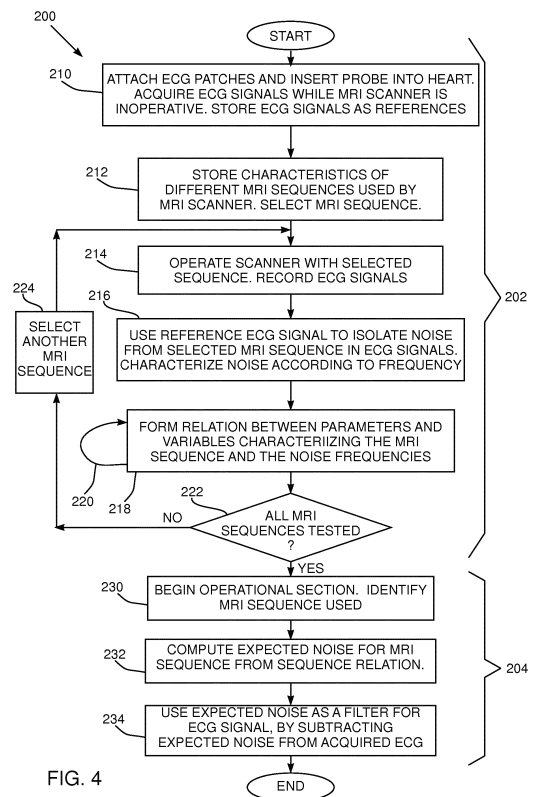 200
START
210
ATTACH ECG PATCHES AND INSERT PROBE INTO HEART.
ACQUIRE ECG SIGNALS WHILE MRI SCANNER IS
INOPERATIVE. STORE ECG SIGNALS AS REFERENCES
212
STORE CHARACTERISTICS OF
DIFFERENT MRI SEQUENCES USED BY
MRI SCANNER. SELECT MRI SEQUENCE.
214
OPERATE SCANNER WITH SELECTED
SEQUENCE. RECORD ECG SIGNALS
202
224
SELECT
ANOTHER
MRI
SEQUENCE
216
USE REFERENCE ECG SIGNAL TO ISOLATE NOISE
FROM SELECTED MRI SEQUENCE IN ECG SIGNALS.
CHARACTERIZE NOISE ACCORDING TO FREQUENCY
FORM RELATION BETWEEN PARAMETERS AND
VARIABLES CHARACTERIIZING THE MRI
SEQUENCE AND THE NOISE FREQUENCIES
220
218
222
NO
ALL MRI
SEQUENCES TESTED
?
YES
230
BEGIN OPERATIONAL SECTION. IDENTIFY
MRI SEQUENCE USED
232
COMPUTE EXPECTED NOISE FOR MRI
SEQUENCE FROM SEQUENCE RELATION.
204
234
USE EXPECTED NOISE AS A FILTER FOR
ECG SIGNAL, BY SUBTRACTING
EXPECTED NOISE FROM ACQUIRED ECG
FIG. 4
END